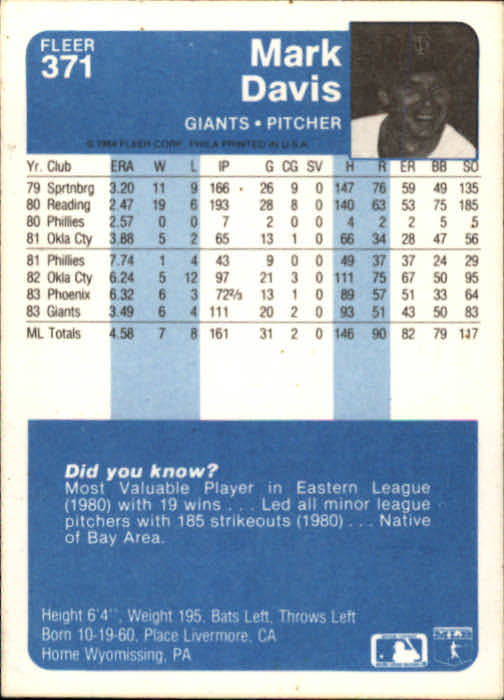 FLEER
371
Mark
Davis
GIANTS • PITCHER
© 1984 FLEER CORP. PHILA PRINTED IN U.S.A.
Yr. Club ERA W L IP G CG SV H R ER BB SO
79 Sprtnbrg 3.20 11 9 166 26 9 0 147 76 59 49 135
80 Reading 2.47 19 6 193 28 8 0 140 63 53 75 185
80 Phillies 2.57 0 0 7 2 0 0 4 2 2 5 5
81 Okla Cty 3.88 5 2 65 13 1 0 66 34 28 47 56
81 Phillies 7.74 1 4 43 9 0 0 49 37 37 24 29
82 Okla Cty 6.24 5 12 97 21 3 0 111 75 67 50 95
83 Phoenix 6.32 6 3 72⅔ 13 1 0 89 57 51 33 64
83 Giants 3.49 6 4 111 20 2 0 93 51 43 50 83
ML Totals 4.58 7 8 161 31 2 0 146 90 82 79 117
Did you know?
Most Valuable Player in Eastern League
(1980) with 19 wins . . . Led all minor league
pitchers with 185 strikeouts (1980) . . . Native
of Bay Area.
Height 6'4", Weight 195, Bats Left, Throws Left
Born 10-19-60, Place Livermore, CA
Home Wyomissing, PA